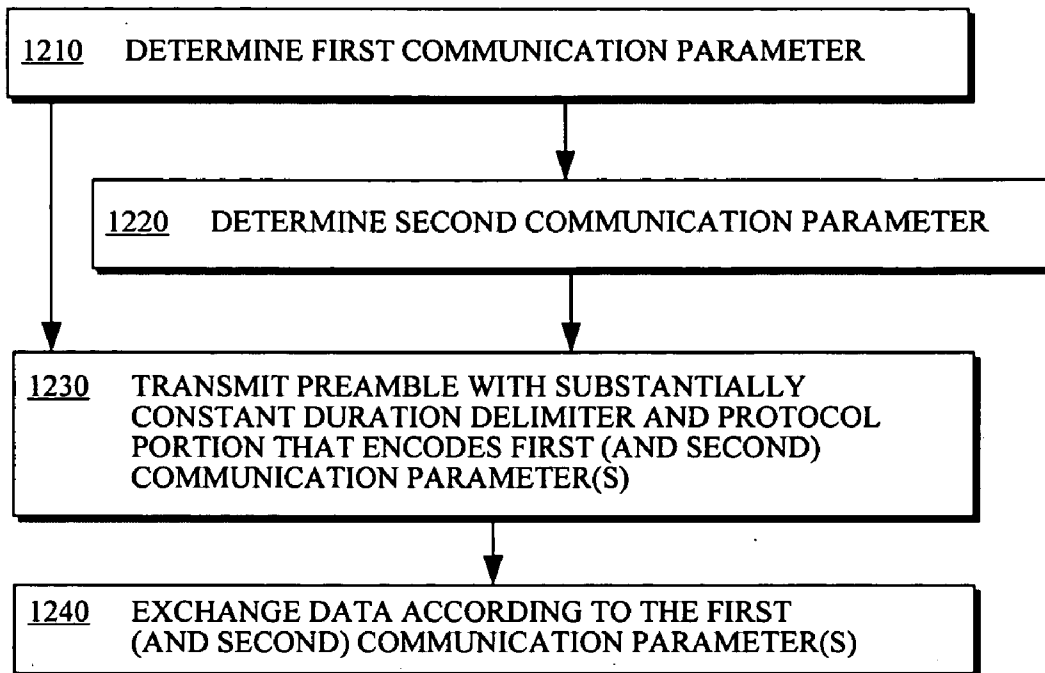 1210 DETERMINE FIRST COMMUNICATION PARAMETER
1220 DETERMINE SECOND COMMUNICATION PARAMETER
1230 TRANSMIT PREAMBLE WITH SUBSTANTIALLY
CONSTANT DURATION DELIMITER AND PROTOCOL
PORTION THAT ENCODES FIRST (AND SECOND)
COMMUNICATION PARAMETER(S)
1240 EXCHANGE DATA ACCORDING TO THE FIRST
(AND SECOND) COMMUNICATION PARAMETER(S)